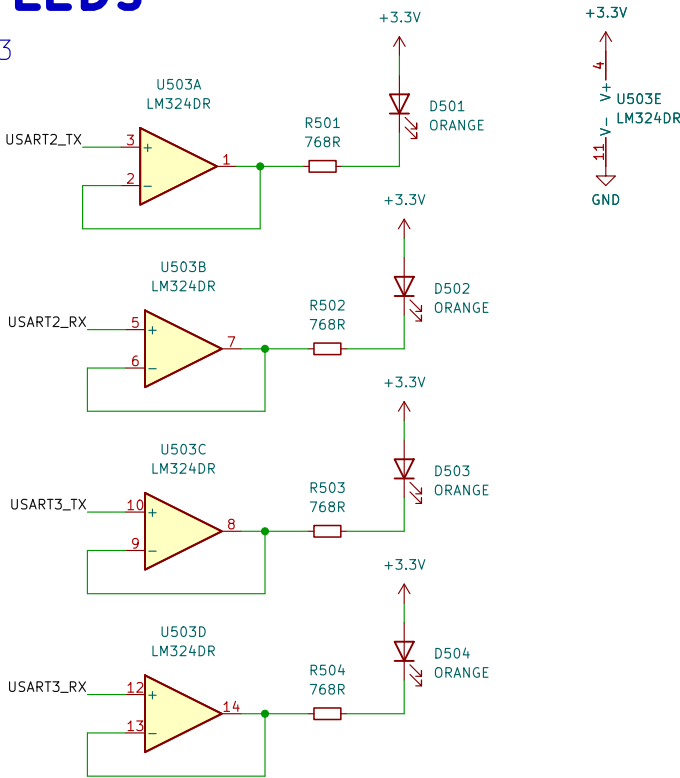 LEDS
3
+3.3V
U503A
LM324DR
USART2_TX
3
+
2
-
1
R501
768R
D501
ORANGE
+3.3V
4
V+
U503E
LM324DR
V-
11
GND
+3.3V
U503B
LM324DR
USART2_RX
5
+
6
-
7
R502
768R
D502
ORANGE
+3.3V
U503C
LM324DR
USART3_TX
10
+
9
-
8
R503
768R
D503
ORANGE
+3.3V
U503D
LM324DR
USART3_RX
12
+
13
-
14
R504
768R
D504
ORANGE